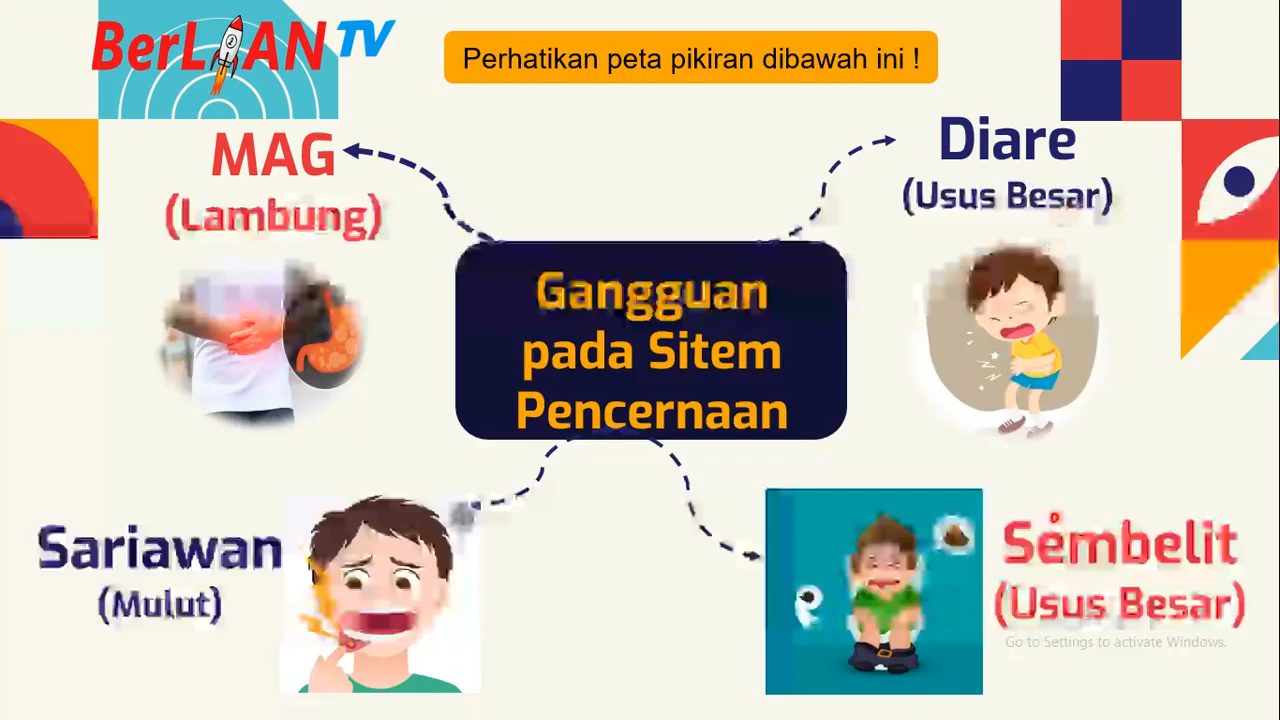 BerLIAN TV
Perhatikan peta pikiran dibawah ini !
MAG
(Lambung)
Diare
(Usus Besar)
Gangguan
pada Sitem
Pencernaan
Sariawan
(Mulut)
Sembelit
(Usus Besar)
Go to Settings to activate Windows.